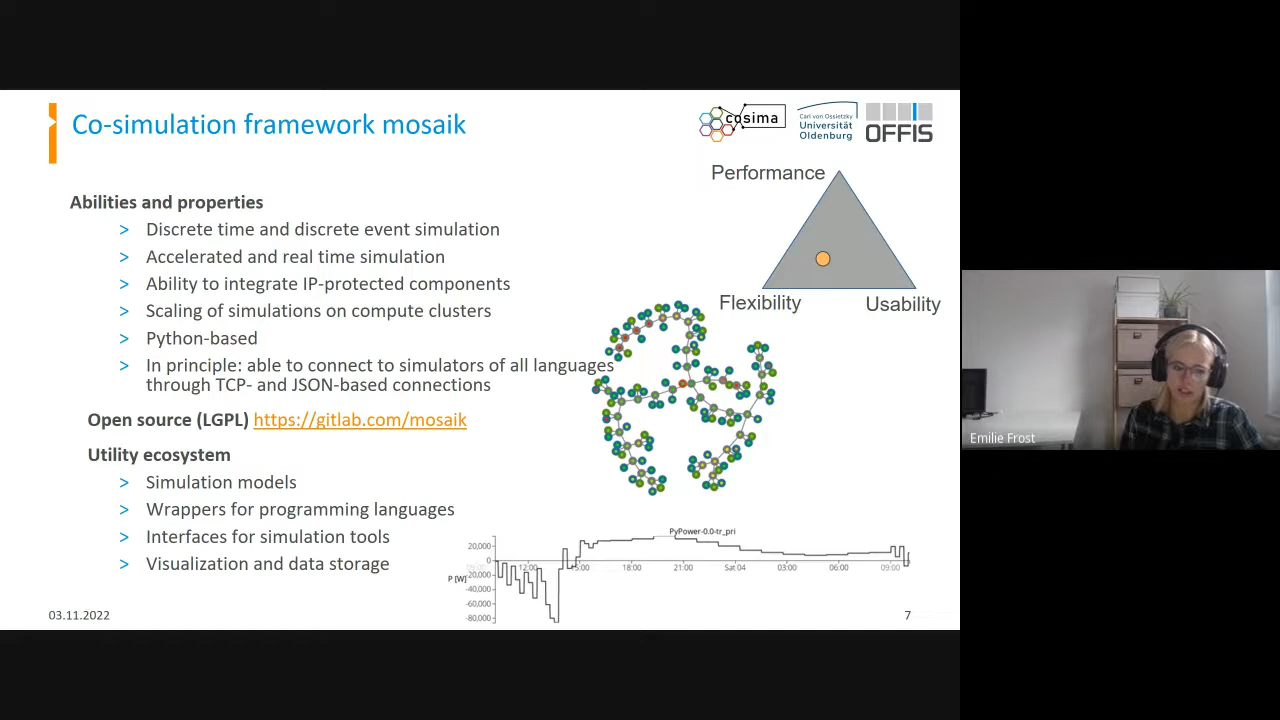 Co-simulation framework mosaik
cosima
Carl von Ossietzky
Universität
Oldenburg
OFFIS
Abilities and properties
> Discrete time and discrete event simulation
> Accelerated and real time simulation
> Ability to integrate IP-protected components
> Scaling of simulations on compute clusters
> Python-based
> In principle: able to connect to simulators of all languages
through TCP- and JSON-based connections
Open source (LGPL) https://gitlab.com/mosaik
Utility ecosystem
> Simulation models
> Wrappers for programming languages
> Interfaces for simulation tools
> Visualization and data storage
Performance
Flexibility
Usability
PyPower-0.0-tr_pri
20,000
0
-20,000
-40,000
-60,000
-80,000
P [W]
12:00
15:00
18:00
21:00
Sat 04
03:00
06:00
09:00
03.11.2022
7
Emilie Frost